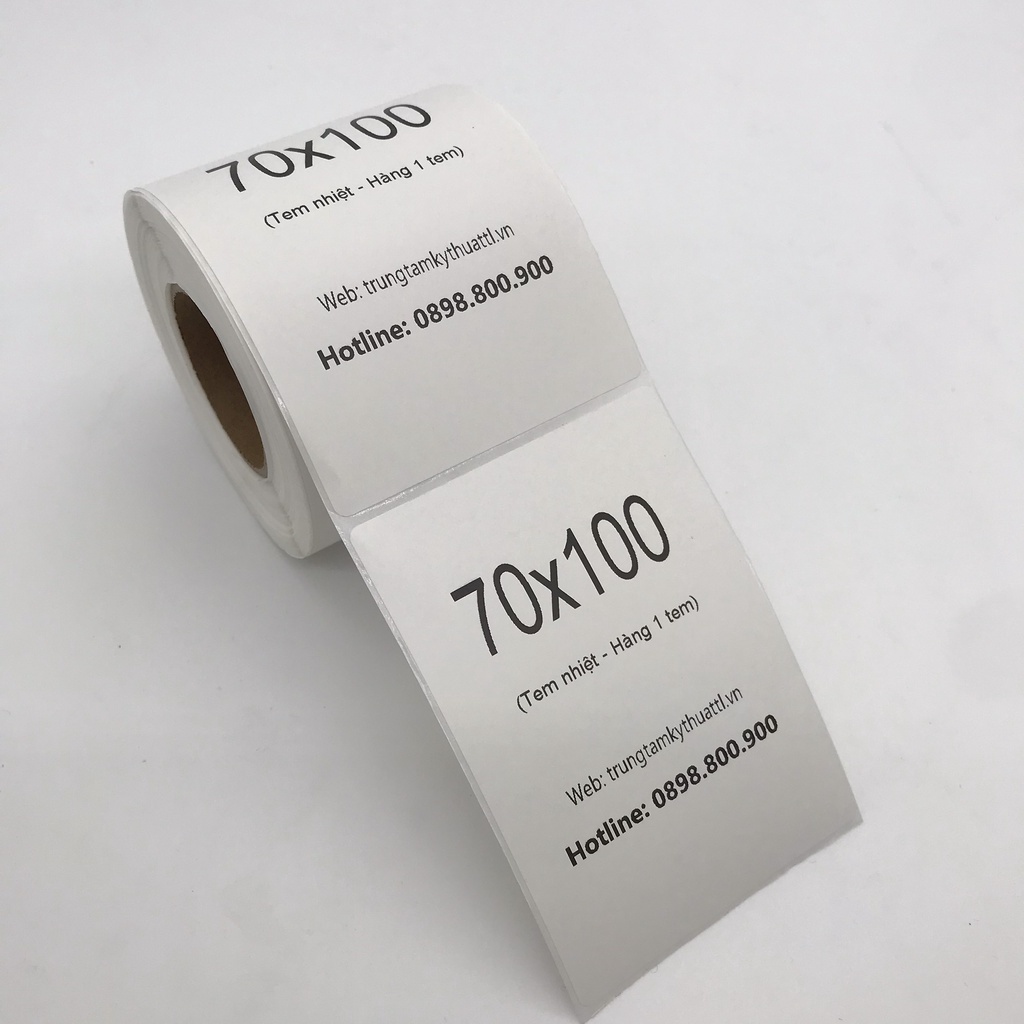 70x100
(Tem nhiệt - Hàng 1 tem)
Web: trungtamkythuattl.vn
Hotline: 0898.800.900
70x100
(Tem nhiệt - Hàng 1 tem)
Web: trungtamkythuattl.vn
Hotline: 0898.800.900